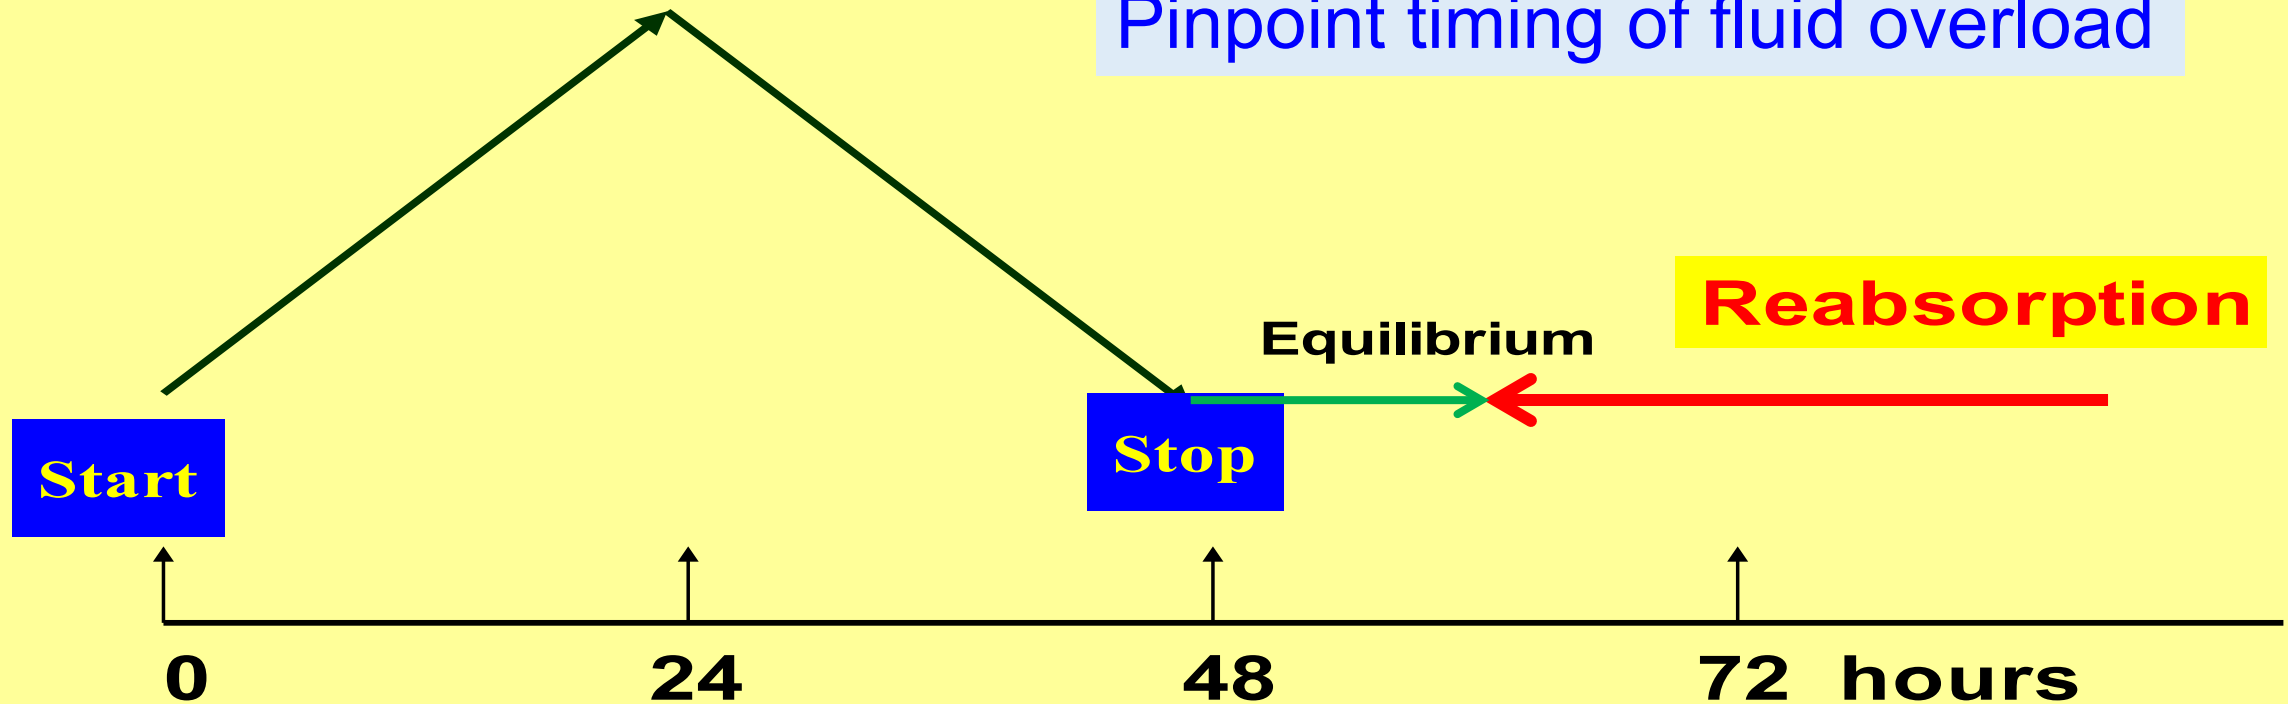 Pinpoint timing of fluid overload
Reabsorption
Equilibrium
Stop
Start
0 24 48 72 hours